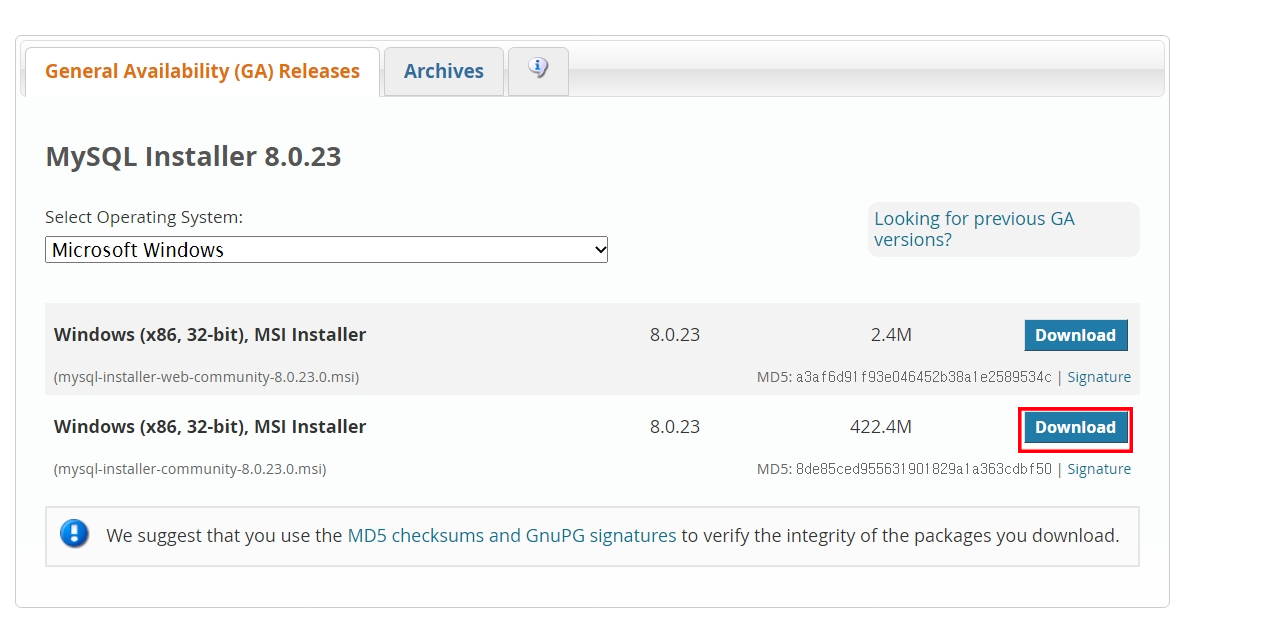 General Availability (GA) Releases
Archives
MySQL Installer 8.0.23
Select Operating System:
Looking for previous GA
versions?
Microsoft Windows
Windows (x86, 32-bit), MSI Installer 8.0.23 2.4M Download
(mysql-installer-web-community-8.0.23.0.msi) MD5: a3af6d91f93e046452b38a1e2589534c | Signature
Windows (x86, 32-bit), MSI Installer 8.0.23 422.4M Download
(mysql-installer-community-8.0.23.0.msi) MD5: 8de85ced955631901829a1a363cdbf50 | Signature
We suggest that you use the MD5 checksums and GnuPG signatures to verify the integrity of the packages you download.